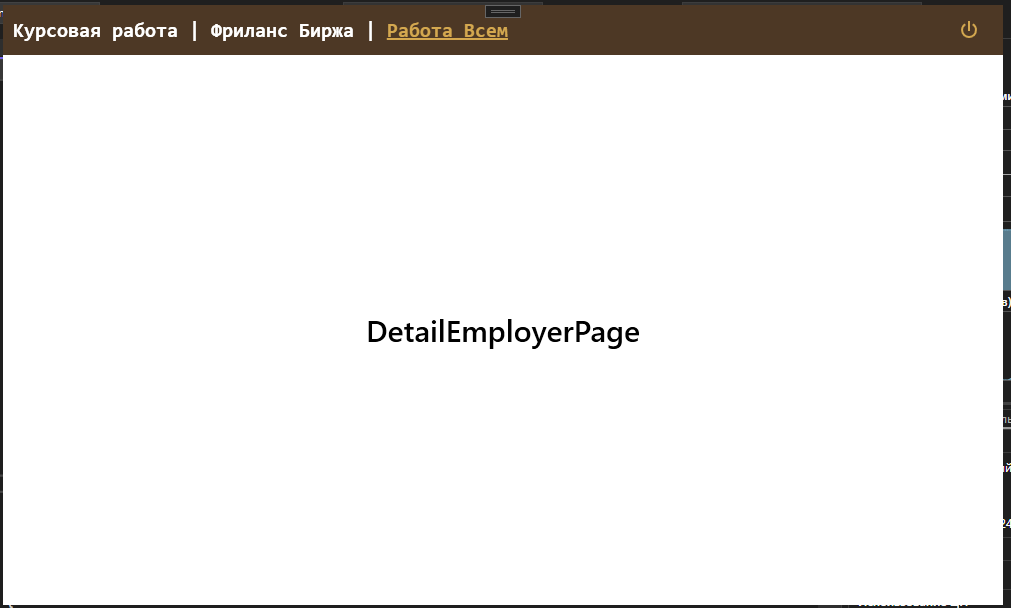 Курсовая работа | Фриланс Биржа | Работа Всем
DetailEmployerPage